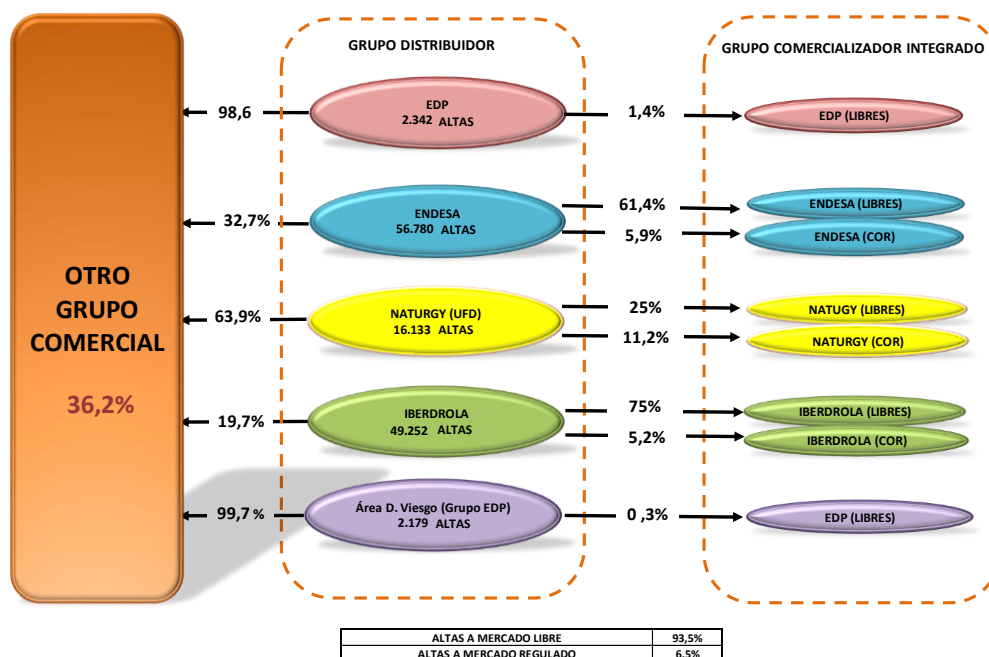 GRUPO DISTRIBUIDOR
GRUPO COMERCIALIZADOR INTEGRADO
98,6
EDP
2.342 ALTAS
1,4%
EDP (LIBRES)
32,7%
ENDESA
56.780 ALTAS
61,4%
5,9%
ENDESA (LIBRES)
ENDESA (COR)
OTRO
GRUPO
COMERCIAL
36,2%
63,9%
NATURGY (UFD)
16.133 ALTAS
25%
11,2%
NATUGY (LIBRES)
NATURGY (COR)
19,7%
IBERDROLA
49.252 ALTAS
75%
5,2%
IBERDROLA (LIBRES)
IBERDROLA (COR)
99,7 %
Área D. Viesgo (Grupo EDP)
2.179 ALTAS
0 ,3%
EDP (LIBRES)
ALTAS A MERCADO LIBRE 93,5%
ALTAS A MERCADO REGULADO 6,5%